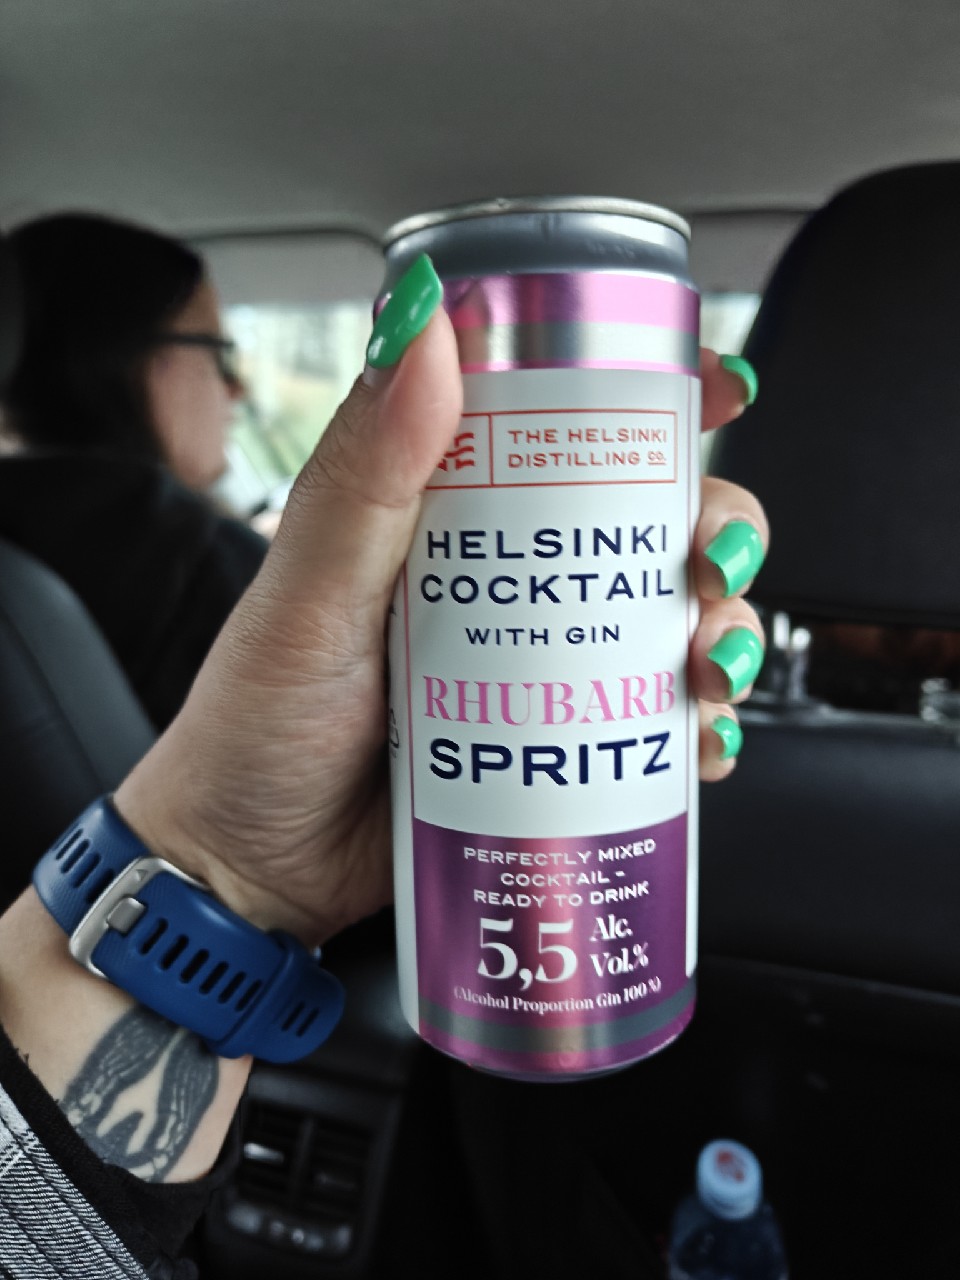 THE HELSINKI
DISTILLING CO.
HELSINKI
COCKTAIL
WITH GIN
RHUBARB
SPRITZ
PERFECTLY MIXED
COCKTAIL -
READY TO DRINK
5,5 Alc.
Vol.%
(Alcohol Proportion Gin 100 %)